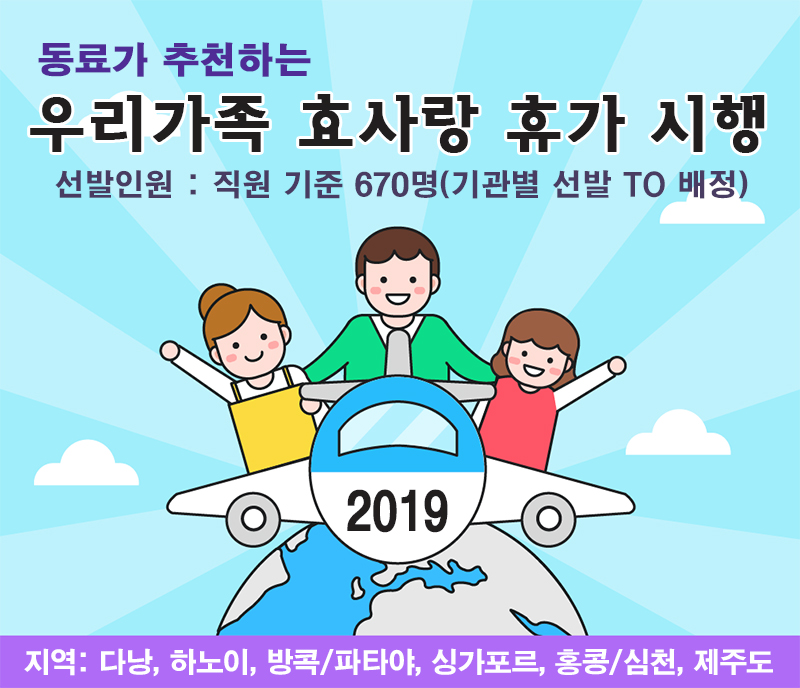 동료가 추천하는
우리가족 효사랑 휴가 시행
선발인원 : 직원 기준 670명(기관별 선발 TO 배정)
2019
지역: 다낭, 하노이, 방콕/파타야, 싱가포르, 홍콩/심천, 제주도